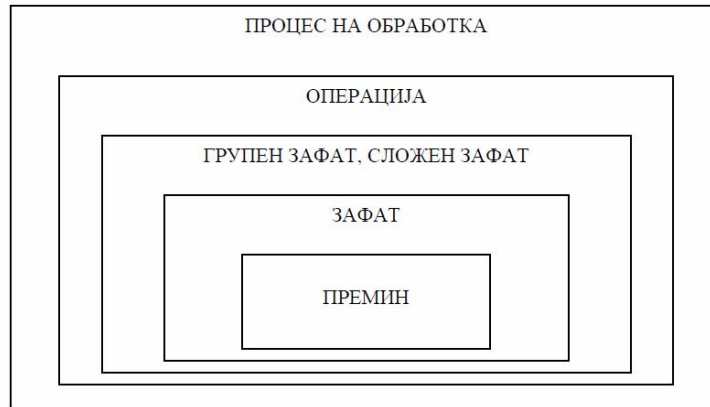 ПРОЦЕС НА ОБРАБОТКА
ОПЕРАЦИЈА
ГРУПЕН ЗАФАТ, СЛОЖЕН ЗАФАТ
ЗАФАТ
ПРЕМИН